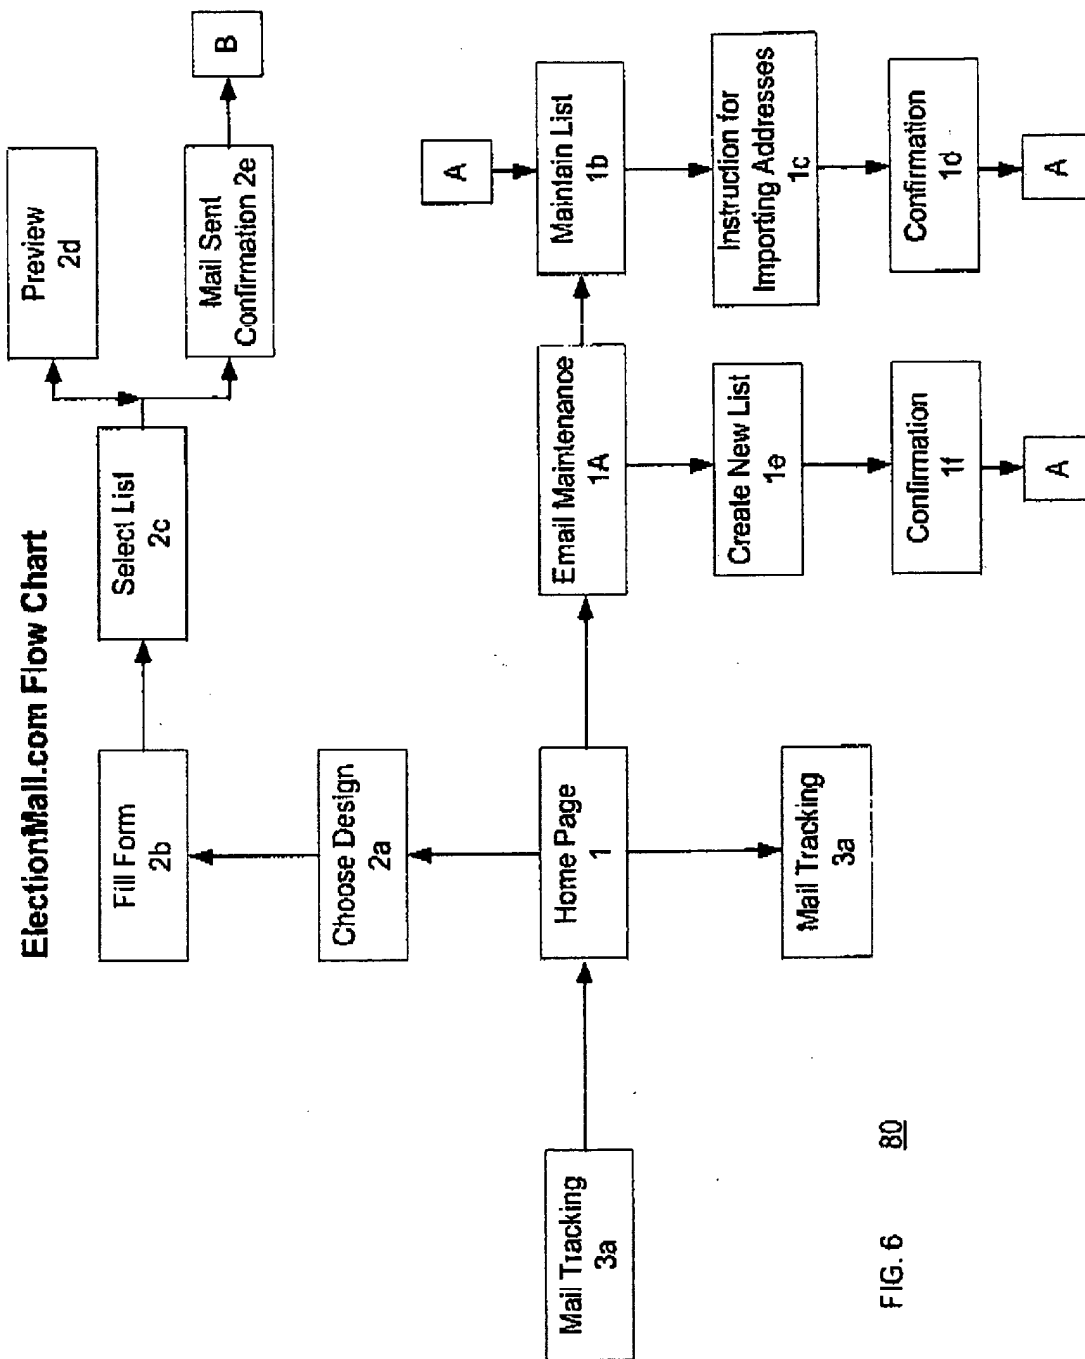 ElectionMall.com Flow Chart
Preview
2d
Fill Form
2b
Select List
2c
Mail Sent
Confirmation 2e
B
Choose Design
2a
A
Mail Tracking
3a
Home Page
1
Email Maintenance
1A
Maintain List
1b
Mail Tracking
3a
Create New List
1e
Instruction for
Importing Addresses
1c
Confirmation
1f
Confirmation
1d
FIG. 6 80
A
A